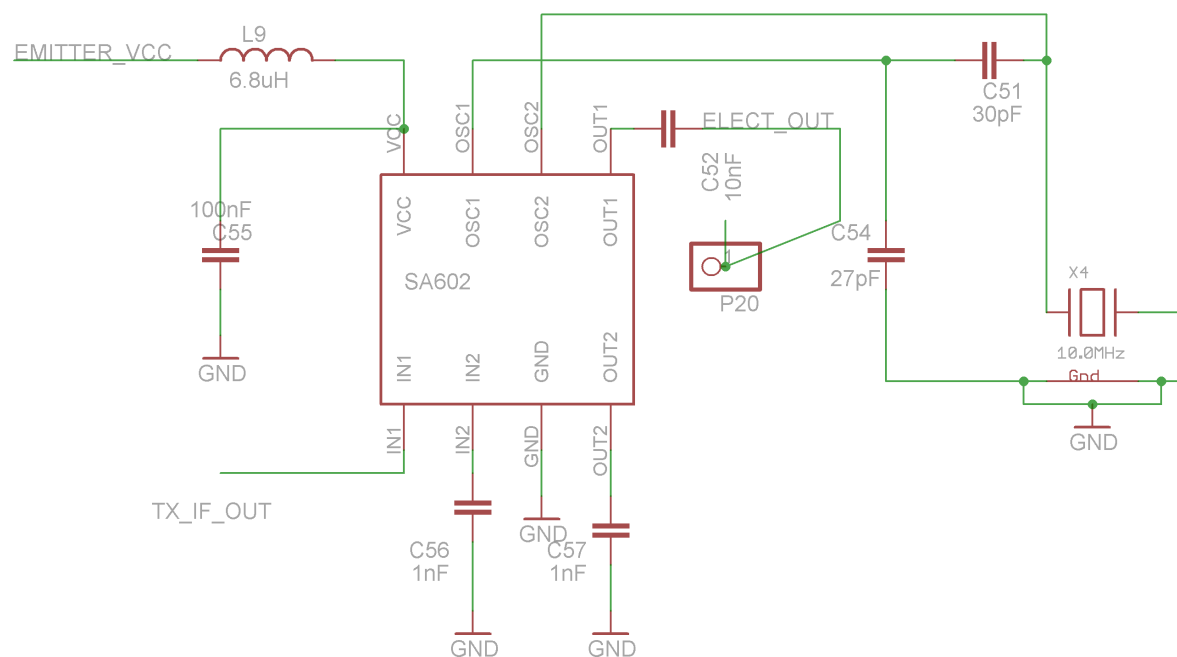 L9
EMITTER_VCC
6.8uH
C51
30pF
VCC
OSC1
OSC2
OUT1
ELECT_OUT
C52
10nF
100nF
C55
VCC
OSC1
OSC2
OUT1
C54
27pF
1
SA602
P20
X4
10.0MHz
Gnd
GND
IN1
IN2
GND
OUT2
GND
IN1
IN2
GND
OUT2
TX_IF_OUT
GND
C56
1nF
C57
1nF
GND
GND